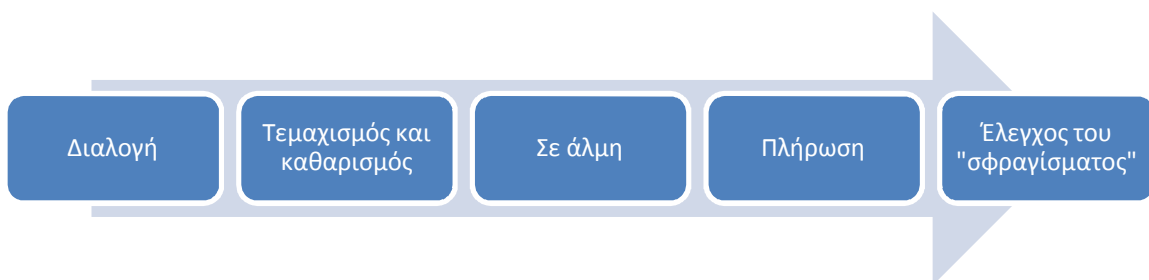 Διαλογή
Τεμαχισμός και
καθαρισμός
Σε άλμη
Πλήρωση
Έλεγχος του
"σφραγίσματος"